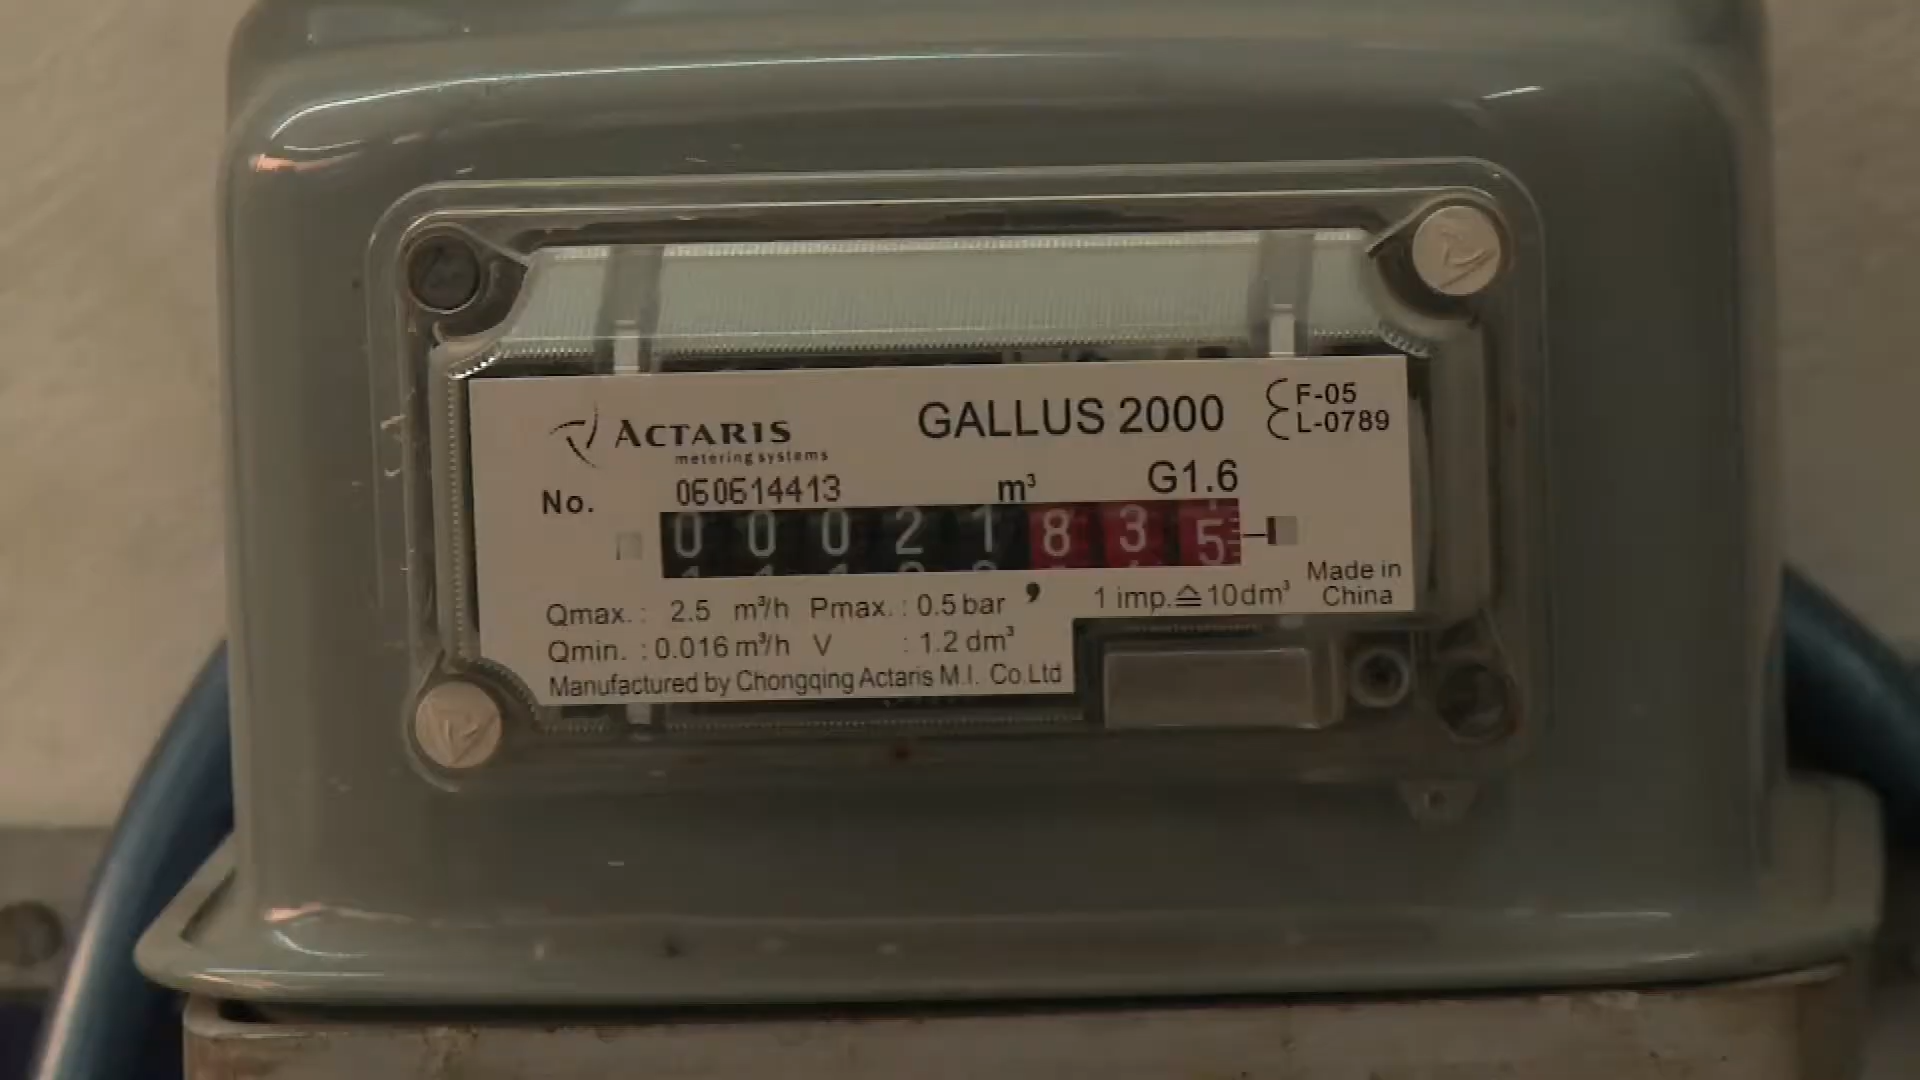 ACTARIS
metering systems
GALLUS 2000
F-05
L-0789
No. 060614413 m³ G1.6
0 0 0 2 1 8 3 5
Made in
China
Qmax. : 2.5 m³/h Pmax. : 0.5 bar , 1 imp.≙10dm³
Qmin. : 0.016 m³/h V : 1.2 dm³
Manufactured by Chongqing Actaris M.I. Co.Ltd